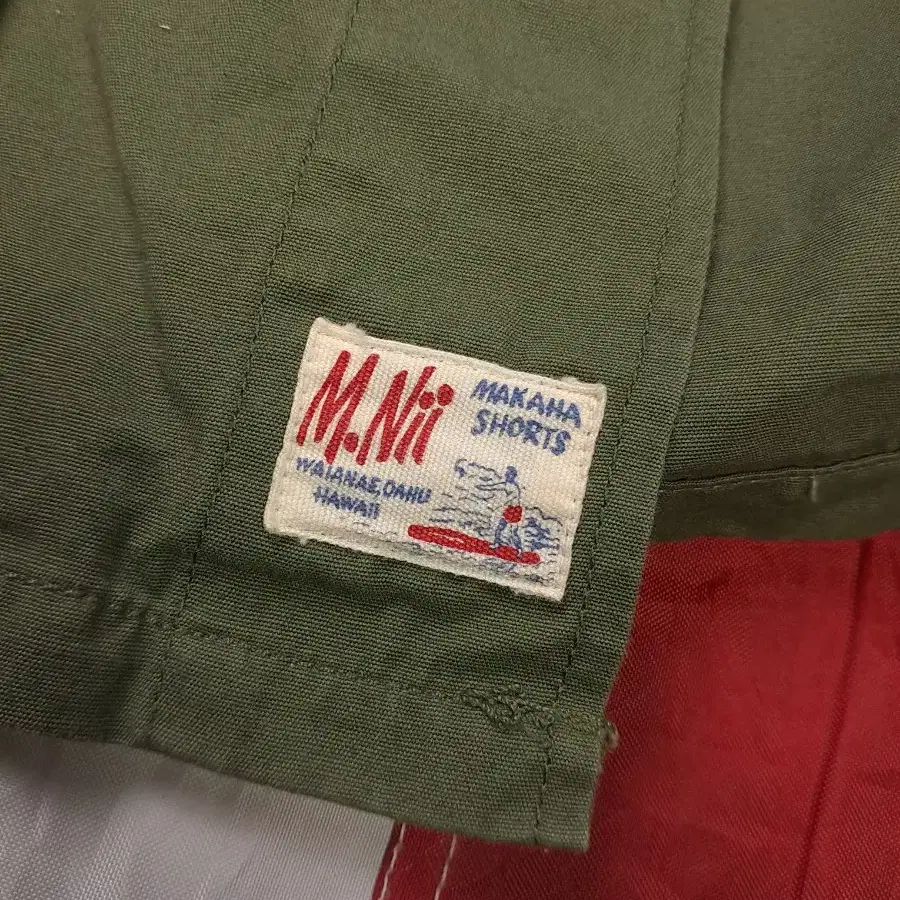 M.Nii
MAKAHA
SHORTS
WAIANAE, OAHU
HAWAII